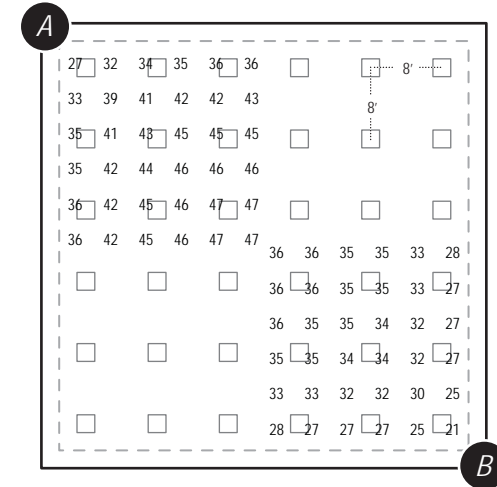 A
27 32 34 35 36 36
8'
33 39 41 42 42 43
8'
35 41 43 45 45 45
35 42 44 46 46 46
36 42 45 46 47 47
36 42 45 46 47 47
36 36 35 35 33 28
36 36 35 35 33 27
36 35 35 34 32 27
35 35 34 34 32 27
33 33 32 32 30 25
28 27 27 27 25 21
B